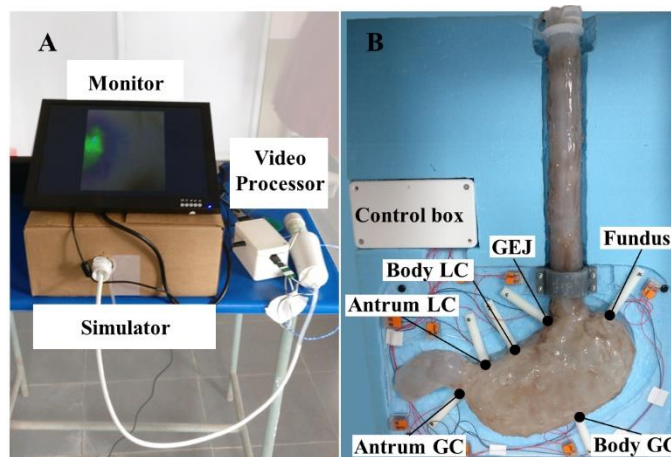 A
Monitor
Video
Processor
Simulator
B
Control box
Fundus
GEJ
Body LC
Antrum LC
Antrum GC
Body GC